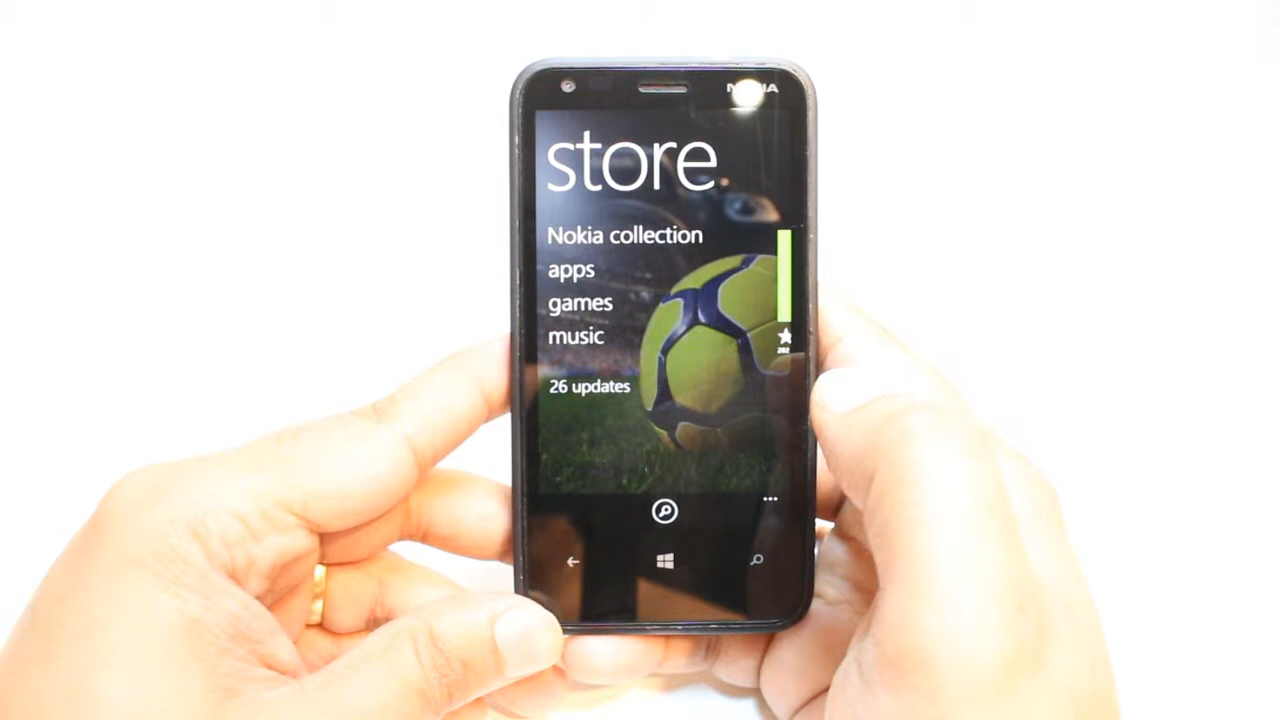 NOKIA
store
Nokia collection
apps
games
music
26 updates